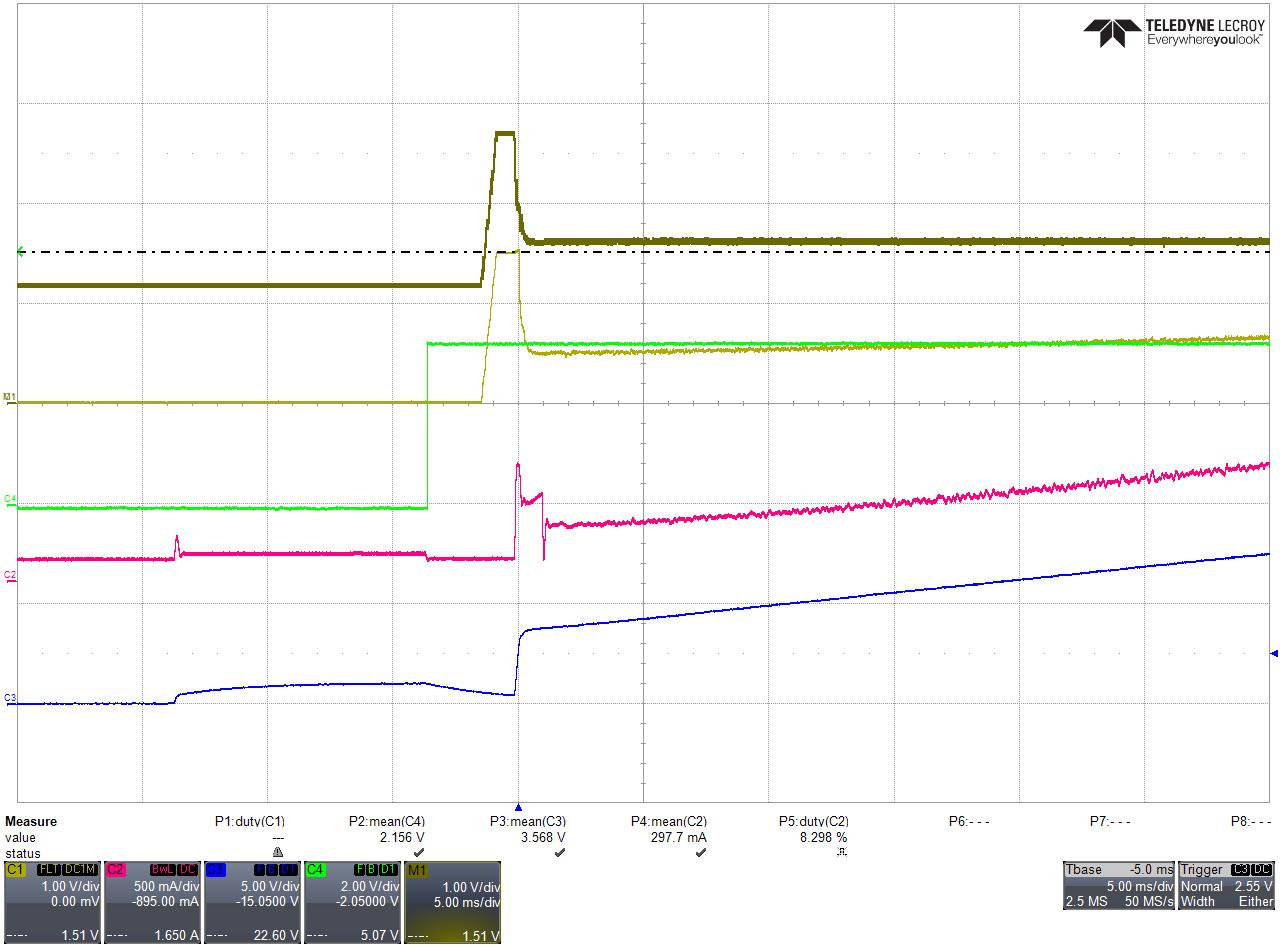 TELEDYNE LECROY
Everywhereyoulook™
M1
C4
C2
C3
Measure P1:duty(C1) P2:mean(C4) P3:mean(C3) P4:mean(C2) P5:duty(C2) P6:- - - P7:- - - P8:- - -
value --- 2.156 V 3.568 V 297.7 mA 8.298 %
status
C1 FLT DC1M C2 BwL DC C3 C4 M1 Tbase -5.0 ms Trigger C3 DC
1.00 V/div 500 mA/div 5.00 V/div 2.00 V/div 1.00 V/div 5.00 ms/div Normal 2.55 V
0.00 mV -895.00 mA -15.0500 V -2.05000 V 5.00 ms/div 2.5 MS 50 MS/s Width Either
1.51 V 1.650 A 22.60 V 5.07 V 1.51 V